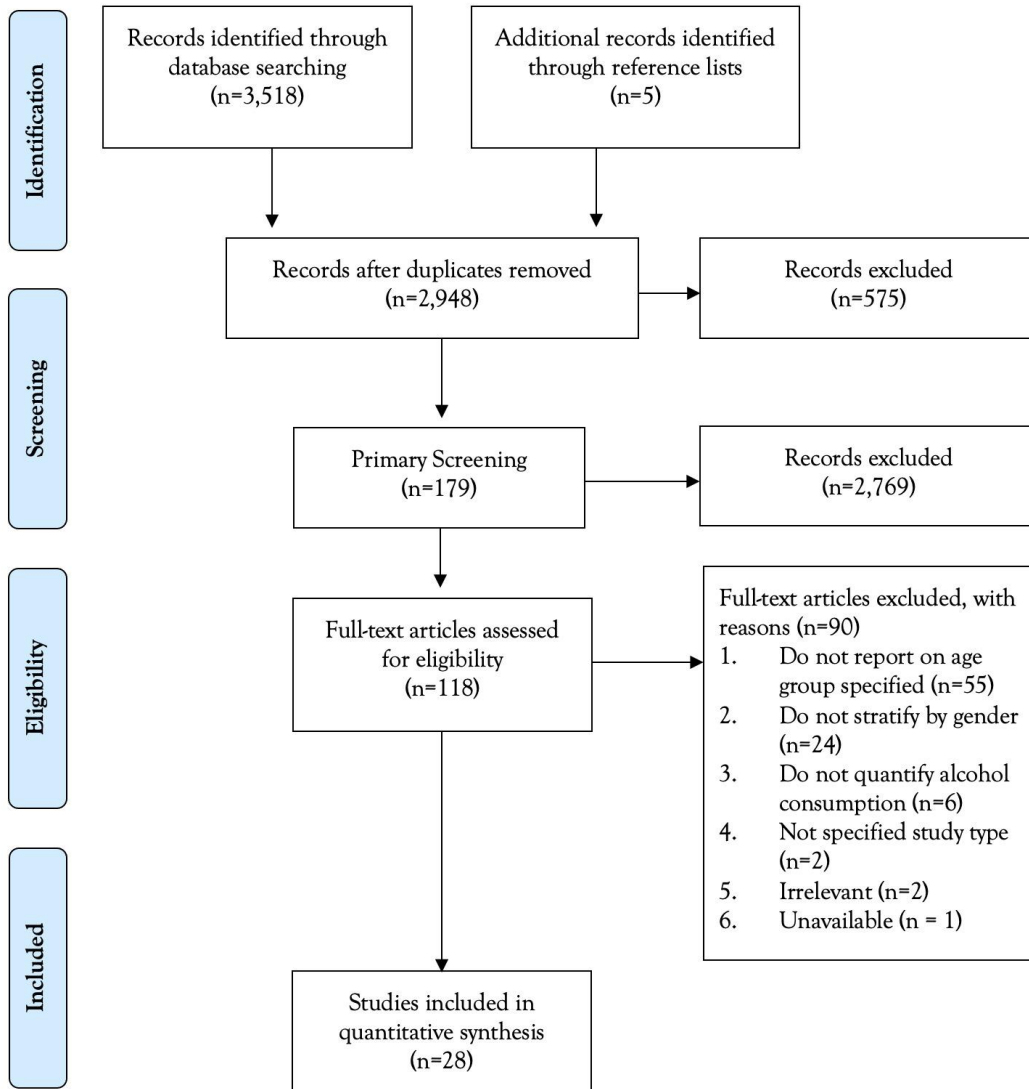 Identification
Records identified through
database searching
(n=3,518)
Additional records identified
through reference lists
(n=5)
Records after duplicates removed
(n=2,948)
Records excluded
(n=575)
Screening
Primary Screening
(n=179)
Records excluded
(n=2,769)
Eligibility
Full-text articles assessed
for eligibility
(n=118)
Full-text articles excluded, with
reasons (n=90)
1. Do not report on age
group specified (n=55)
2. Do not stratify by gender
(n=24)
3. Do not quantify alcohol
consumption (n=6)
4. Not specified study type
(n=2)
5. Irrelevant (n=2)
6. Unavailable (n = 1)
Included
Studies included in
quantitative synthesis
(n=28)